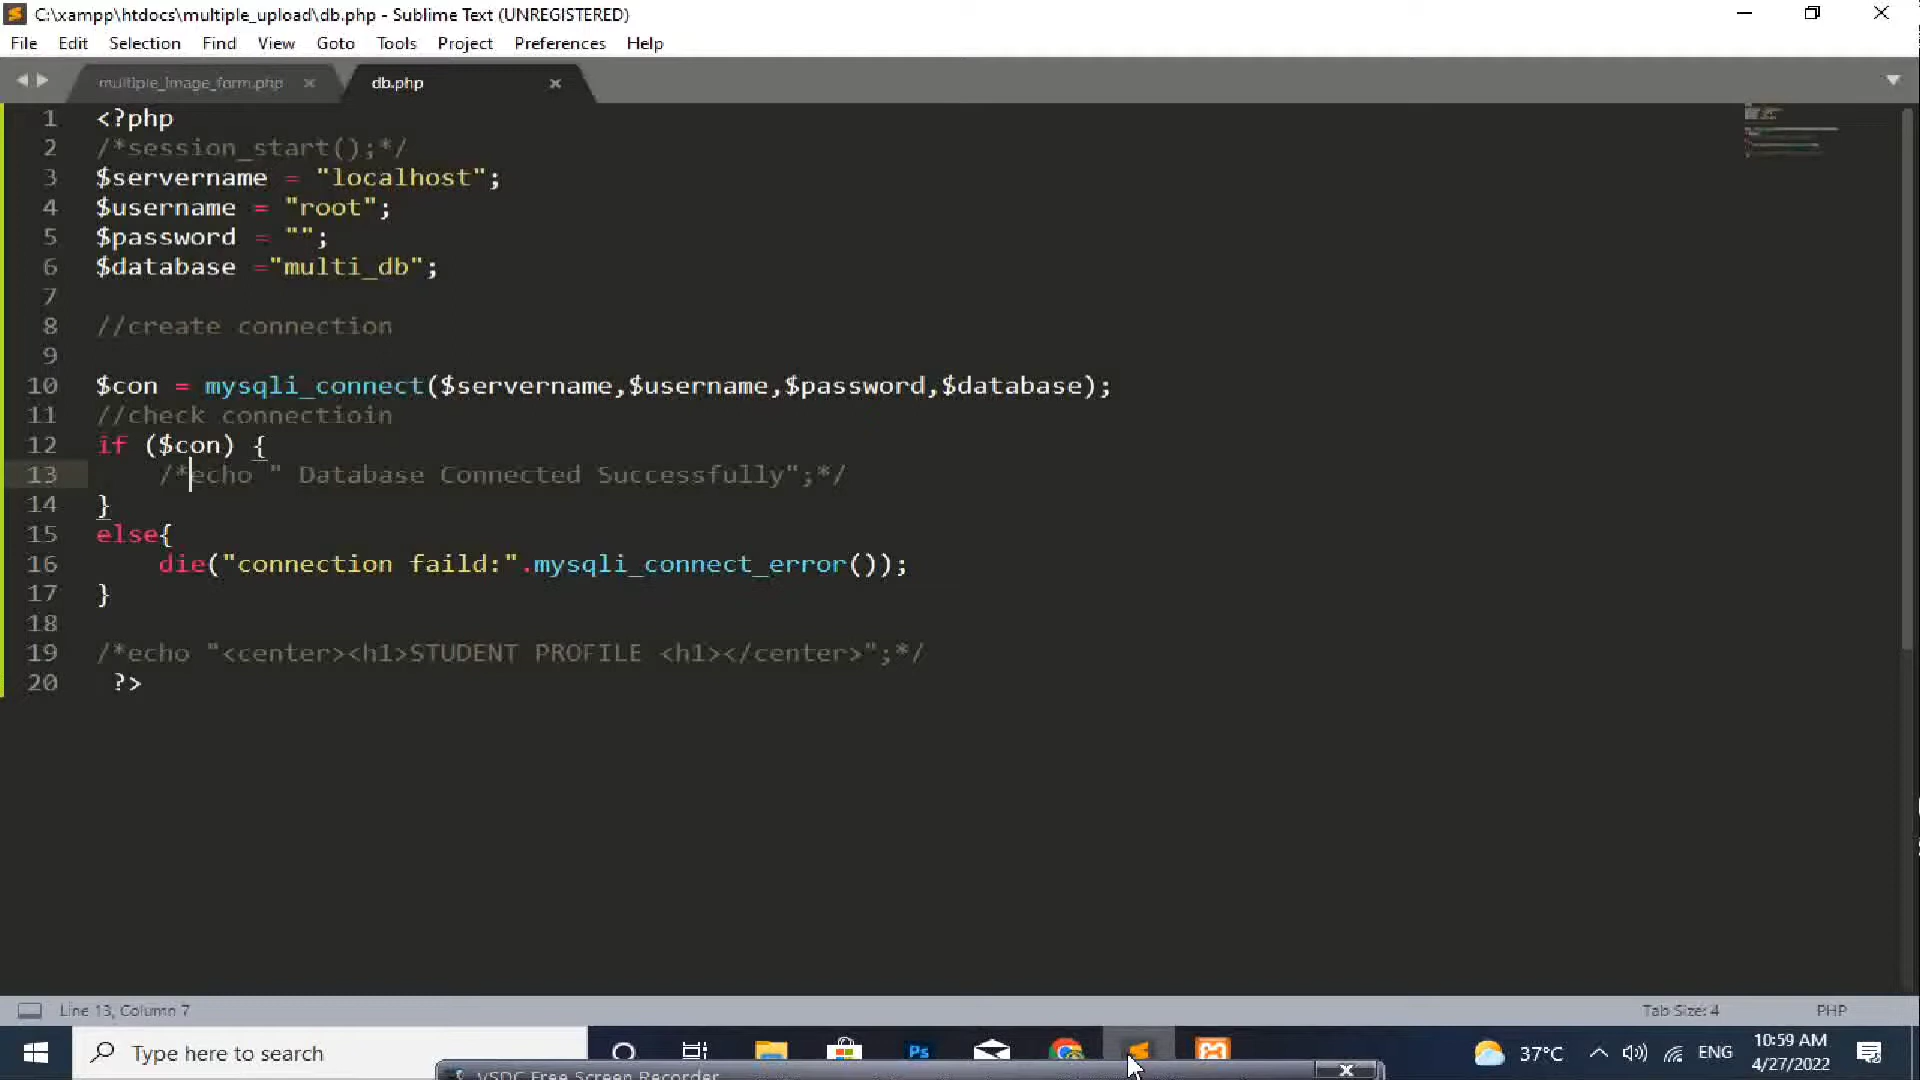 C:\xampp\htdocs\multiple_upload\db.php - Sublime Text (UNREGISTERED)
File Edit Selection Find View Goto Tools Project Preferences Help
multiple_image_form.php × db.php ×
1 <?php
2 /*session_start();*/
3 $servername = "localhost";
4 $username = "root";
5 $password = "";
6 $database ="multi_db";
7
8 //create connection
9
10 $con = mysqli_connect($servername,$username,$password,$database);
11 //check connectioin
12 if ($con) {
13 /*echo " Database Connected Successfully";*/
14 }
15 else{
16 die("connection faild:".mysqli_connect_error());
17 }
18
19 /*echo "<center><h1>STUDENT PROFILE <h1></center>";*/
20 ?>
Line 13, Column 7 Tab Size: 4 PHP
Type here to search Ps 37°C ENG 10:59 AM
4/27/2022
VSDC Free Screen Recorder x